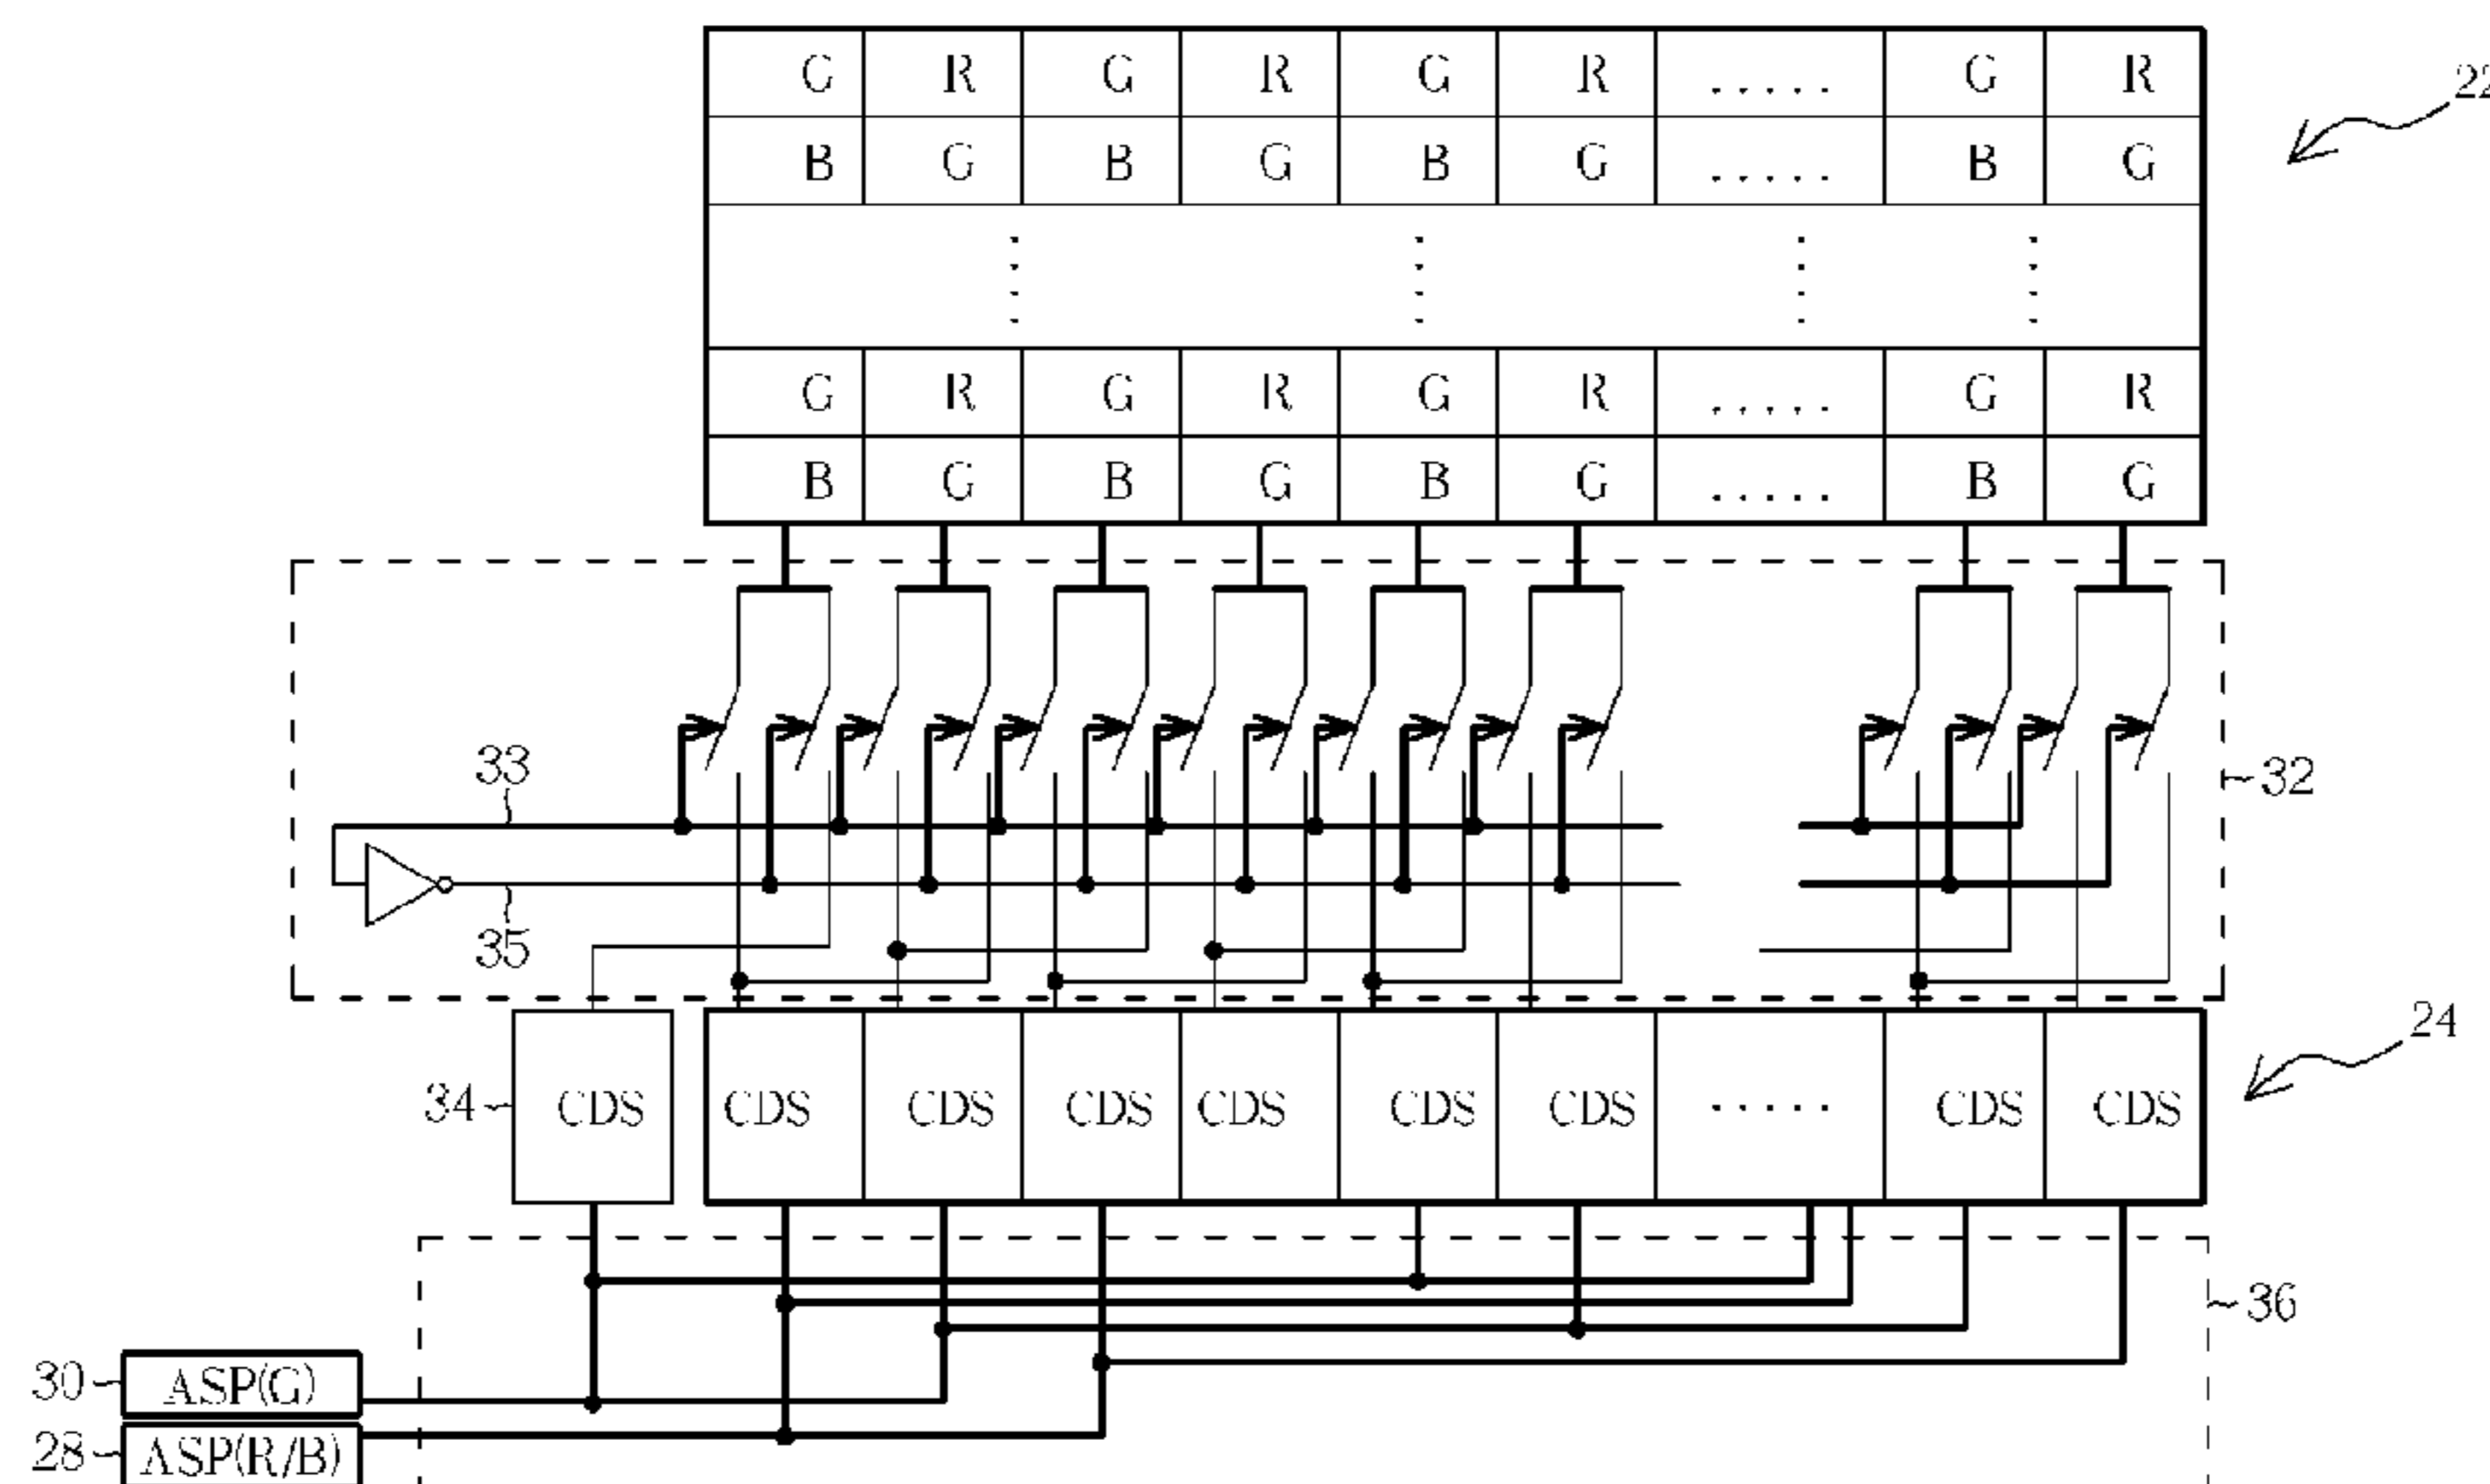 G R G R G R ..... G R
22
B G B G B G ..... B G
G R G R G R ..... G R
B G B G B G ..... B G
33
32
35
24
34 CDS CDS CDS CDS CDS CDS CDS ..... CDS CDS
36
30 ASP(G)
28 ASP(R/B)